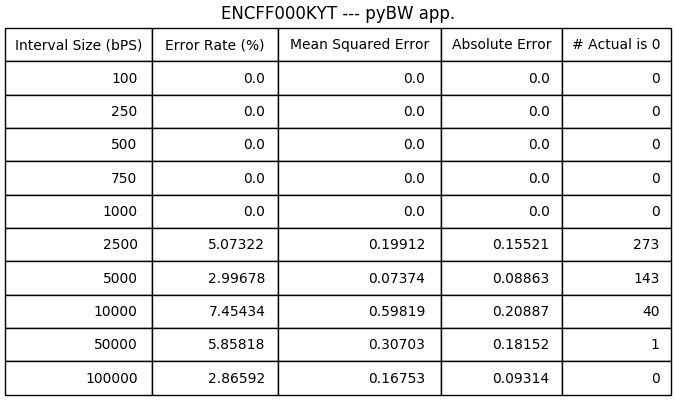 ENCFF000KYT --- pyBW app.
Interval Size (bPS) Error Rate (%) Mean Squared Error Absolute Error # Actual is 0
100 0.0 0.0 0.0 0
250 0.0 0.0 0.0 0
500 0.0 0.0 0.0 0
750 0.0 0.0 0.0 0
1000 0.0 0.0 0.0 0
2500 5.07322 0.19912 0.15521 273
5000 2.99678 0.07374 0.08863 143
10000 7.45434 0.59819 0.20887 40
50000 5.85818 0.30703 0.18152 1
100000 2.86592 0.16753 0.09314 0